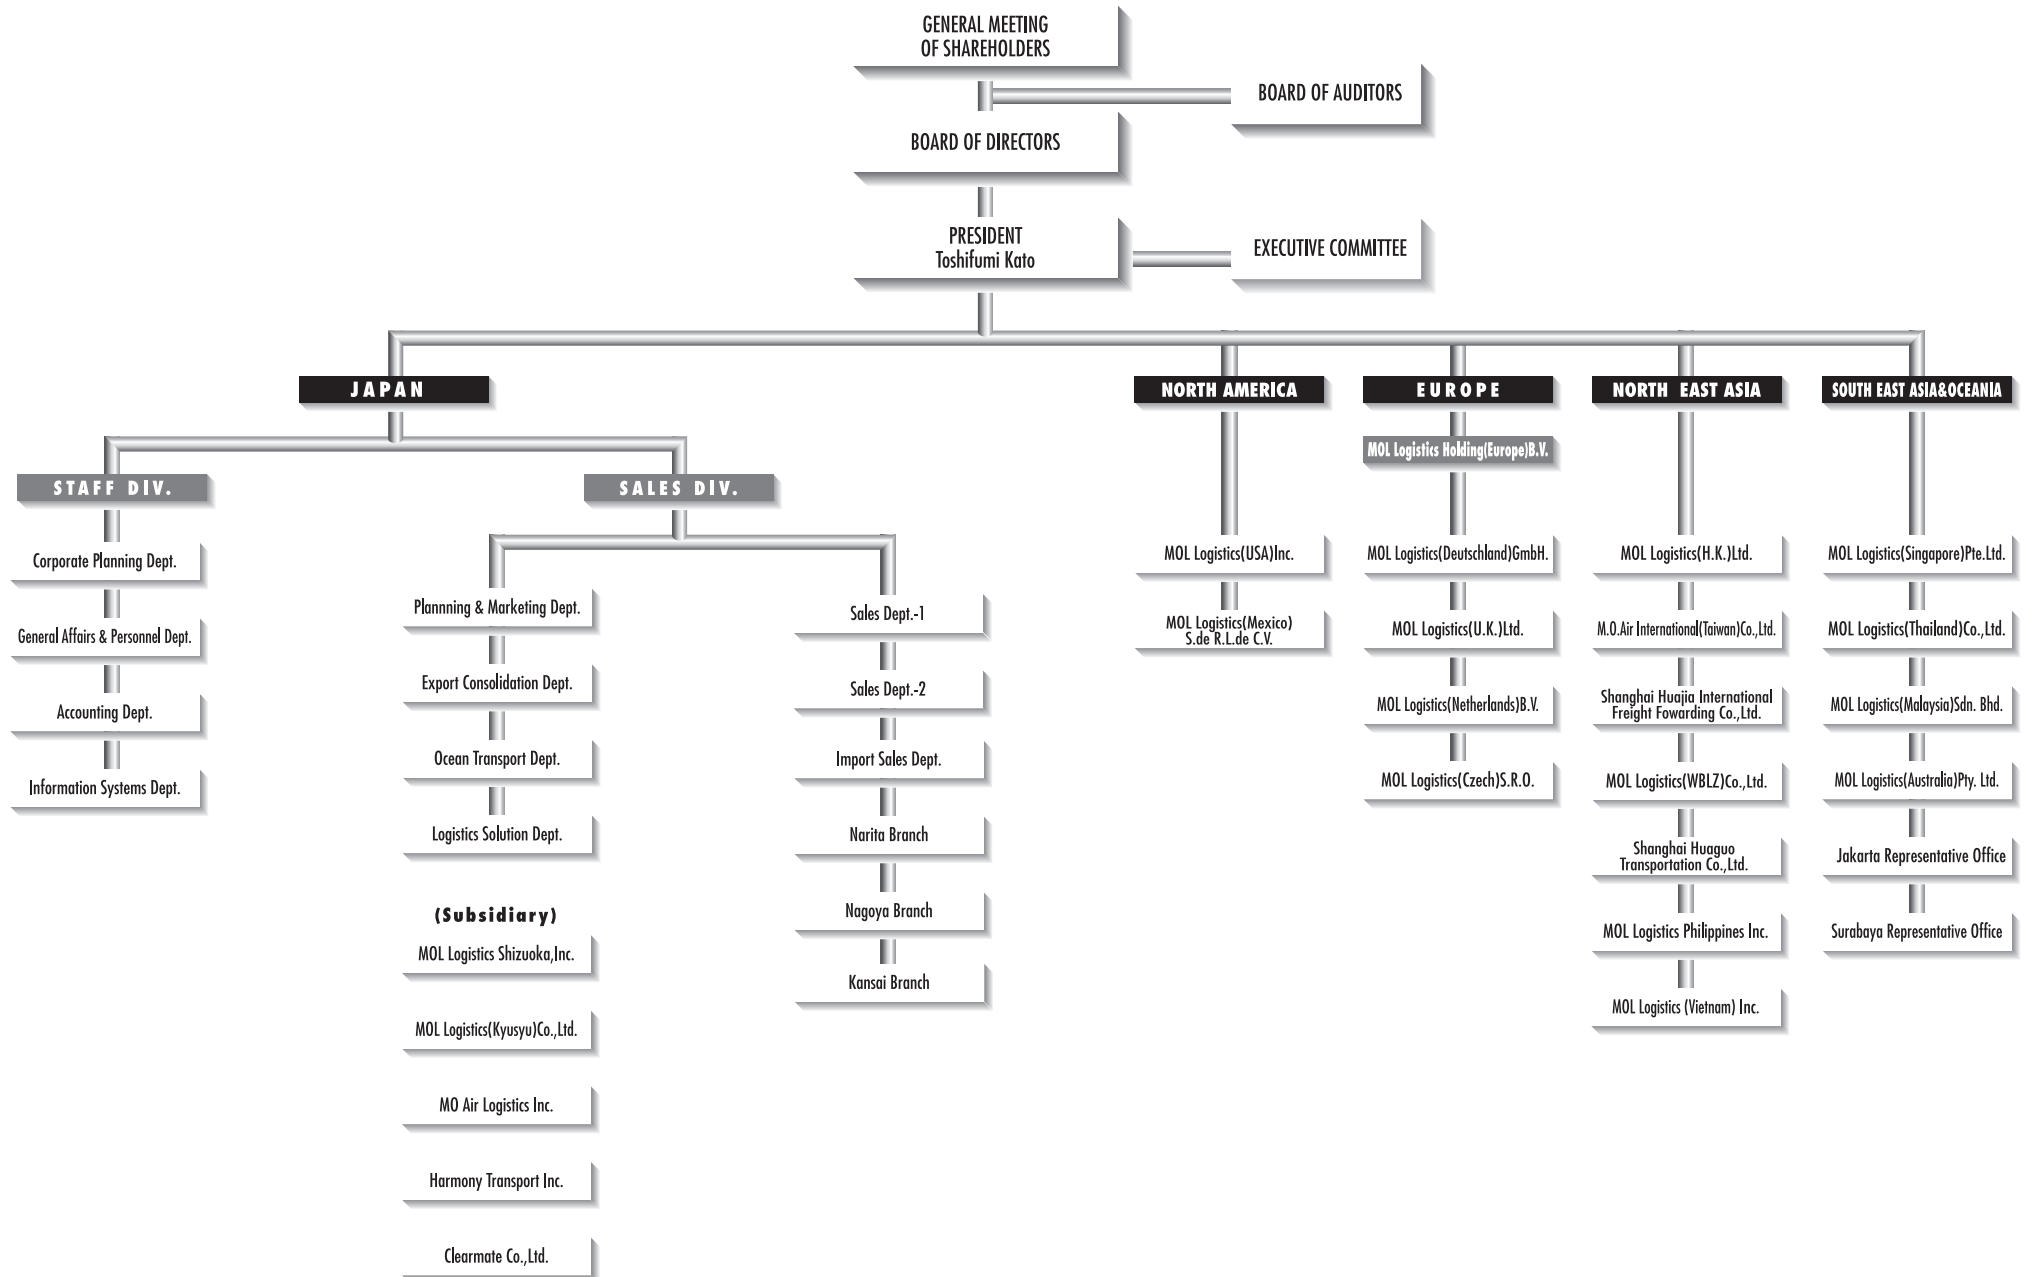 GENERAL MEETING
OF SHAREHOLDERS
BOARD OF AUDITORS
BOARD OF DIRECTORS
PRESIDENT
Toshifumi Kato
EXECUTIVE COMMITTEE
JAPAN
STAFF DIV.
Corporate Planning Dept.
General Affairs & Personnel Dept.
Accounting Dept.
Information Systems Dept.
SALES DIV.
Plannning & Marketing Dept.
Export Consolidation Dept.
Ocean Transport Dept.
Logistics Solution Dept.
(Subsidiary)
MOL Logistics Shizuoka,Inc.
MOL Logistics(Kyusyu)Co.,Ltd.
MO Air Logistics Inc.
Harmony Transport Inc.
Clearmate Co.,Ltd.
Sales Dept.-1
Sales Dept.-2
Import Sales Dept.
Narita Branch
Nagoya Branch
Kansai Branch
NORTH AMERICA
MOL Logistics(USA)Inc.
MOL Logistics(Mexico)
S.de R.L.de C.V.
EUROPE
MOL Logistics Holding(Europe)B.V.
MOL Logistics(Deutschland)GmbH.
MOL Logistics(U.K.)Ltd.
MOL Logistics(Netherlands)B.V.
MOL Logistics(Czech)S.R.O.
NORTH EAST ASIA
MOL Logistics(H.K.)Ltd.
M.O.Air International(Taiwan)Co.,Ltd.
Shanghai Huajia International
Freight Fowarding Co.,Ltd.
MOL Logistics(WBLZ)Co.,Ltd.
Shanghai Huaguo
Transportation Co.,Ltd.
MOL Logistics Philippines Inc.
MOL Logistics (Vietnam) Inc.
SOUTH EAST ASIA&OCEANIA
MOL Logistics(Singapore)Pte.Ltd.
MOL Logistics(Thailand)Co.,Ltd.
MOL Logistics(Malaysia)Sdn. Bhd.
MOL Logistics(Australia)Pty. Ltd.
Jakarta Representative Office
Surabaya Representative Office